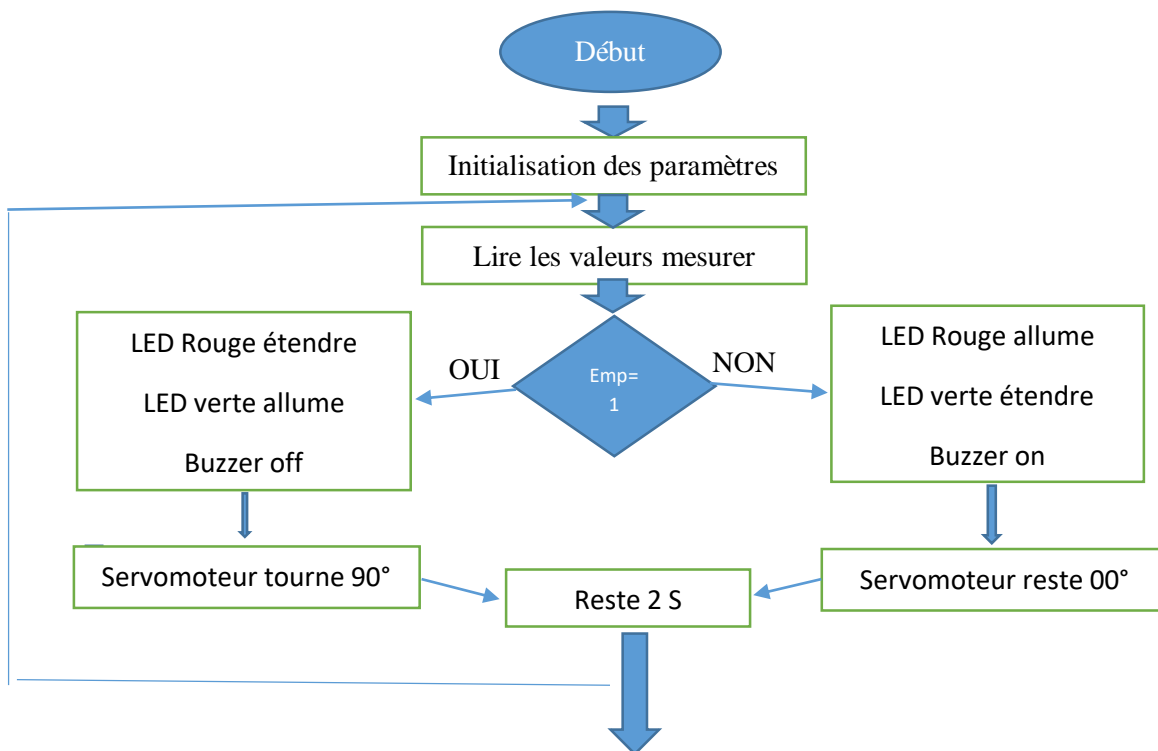 Début
Initialisation des paramètres
Lire les valeurs mesurer
LED Rouge étendre
LED verte allume
Buzzer off
OUI
Emp=
1
NON
LED Rouge allume
LED verte étendre
Buzzer on
Servomoteur tourne 90°
Reste 2 S
Servomoteur reste 00°